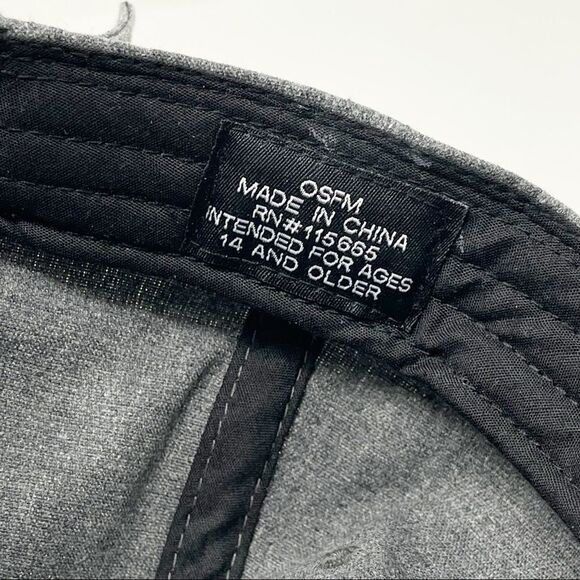 OSFM
MADE IN CHINA
RN#115665
INTENDED FOR AGES
14 AND OLDER